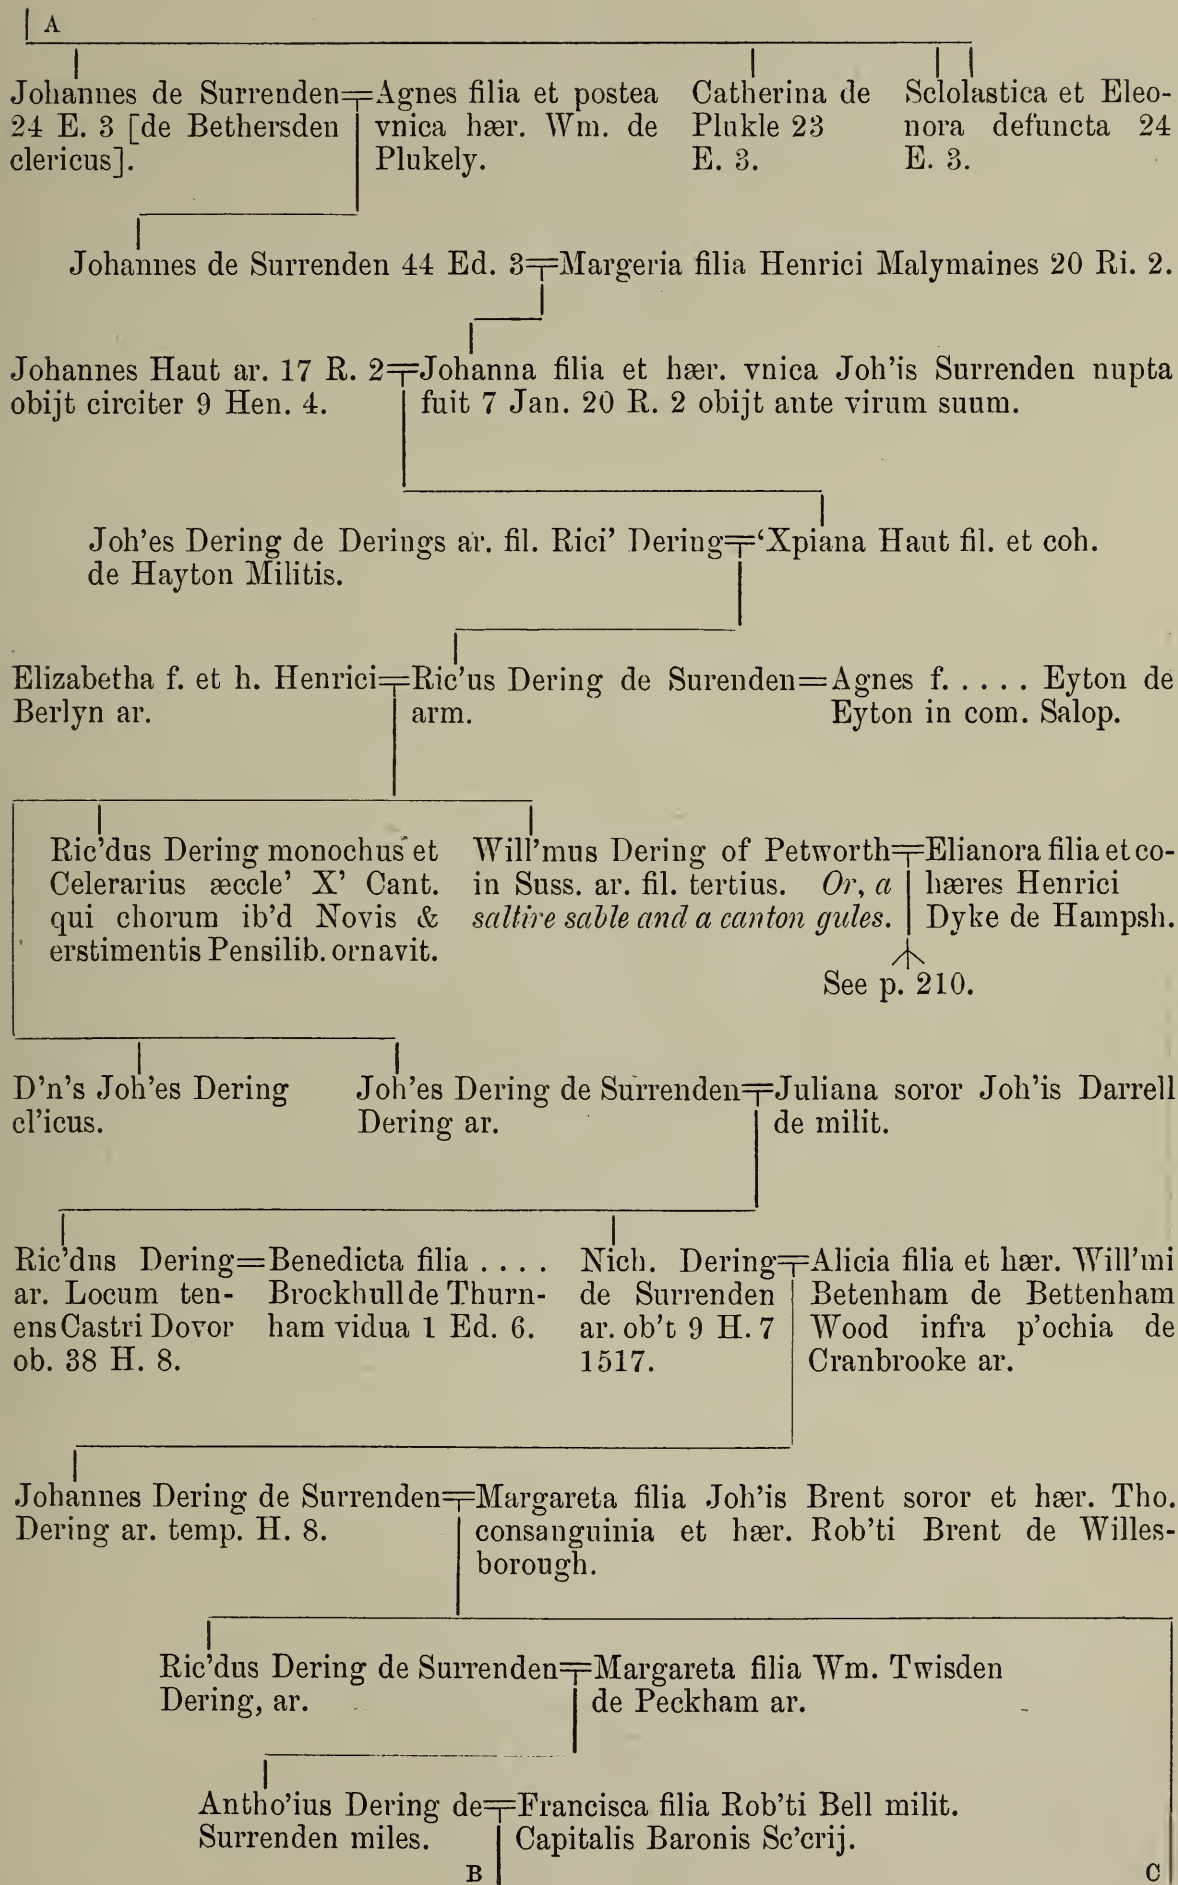 A
Johannes de Surrenden
24 E. 3 [de Bethersden
clericus].
Agnes filia et postea
vnica hær. Wm. de
Plukely.
Catherina de
Plukle 23
E. 3.
Sclolastica et Eleo-
nora defuncta 24
E. 3.
Johannes de Surrenden 44 Ed. 3=Margeria filia Henrici Malymaines 20 Ri. 2.
Johannes Haut ar. 17 R. 2
obijt circiter 9 Hen. 4.
Johanna filia et hær. vnica Joh'is Surrenden nupta
fuit 7 Jan. 20 R. 2 obijt ante virum suum.
Joh'es Dering de Derings ar. fil. Rici' Dering
de Hayton Militis.
'Xpiana Haut fil. et coh.
Elizabetha f. et h. Henrici
Berlyn ar.
Ric'us Dering de Surenden
arm.
Agnes f. . . . . Eyton de
Eyton in com. Salop.
Ric'dus Dering monochus et
Celerarius æccle' X' Cant.
qui chorum ib'd Novis &
erstimentis Pensilib. ornavit.
Will'mus Dering of Petworth
in Suss. ar. fil. tertius. Or, a
saltire sable and a canton gules.
Elianora filia et co-
hæres Henrici
Dyke de Hampsh.
See p. 210.
D'n's Joh'es Dering
cl'icus.
Joh'es Dering de Surrenden
Dering ar.
Juliana soror Joh'is Darrell
de milit.
Ric'dns Dering
ar. Locum ten-
ens Castri Dovor
ob. 38 H. 8.
Benedicta filia . . . .
Brockhull de Thurn-
ham vidua 1 Ed. 6.
Nich. Dering
de Surrenden
ar. ob't 9 H. 7
1517.
Alicia filia et hær. Will'mi
Betenham de Bettenham
Wood infra p'ochia de
Cranbrooke ar.
Johannes Dering de Surrenden
Dering ar. temp. H. 8.
Margareta filia Joh'is Brent soror et hær. Tho.
consanguinia et hær. Rob'ti Brent de Willes-
borough.
Ric'dus Dering de Surrenden
Dering, ar.
Margareta filia Wm. Twisden
de Peckham ar.
Antho'ius Dering de
Surrenden miles.
Francisca filia Rob'ti Bell milit.
Capitalis Baronis Sc'crij.
B
C